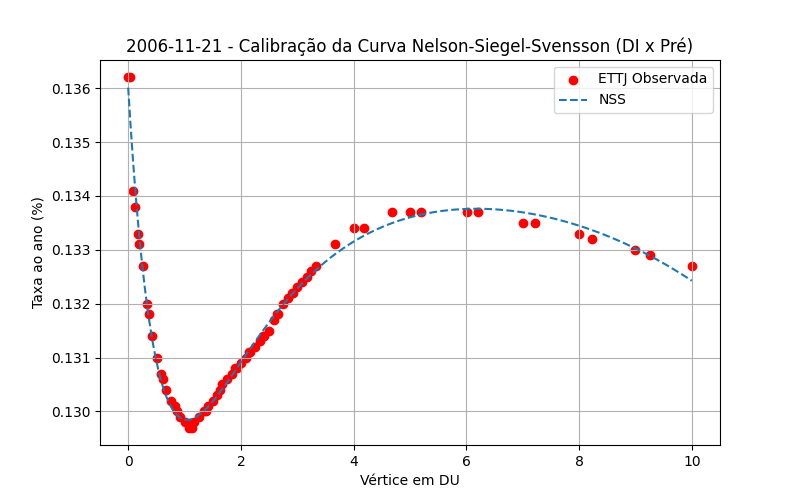 2006-11-21 - Calibração da Curva Nelson-Siegel-Svensson (DI x Pré)
ETTJ Observada
NSS
Taxa ao ano (%)
0.136
0.135
0.134
0.133
0.132
0.131
0.130
0 2 4 6 8 10
Vértice em DU